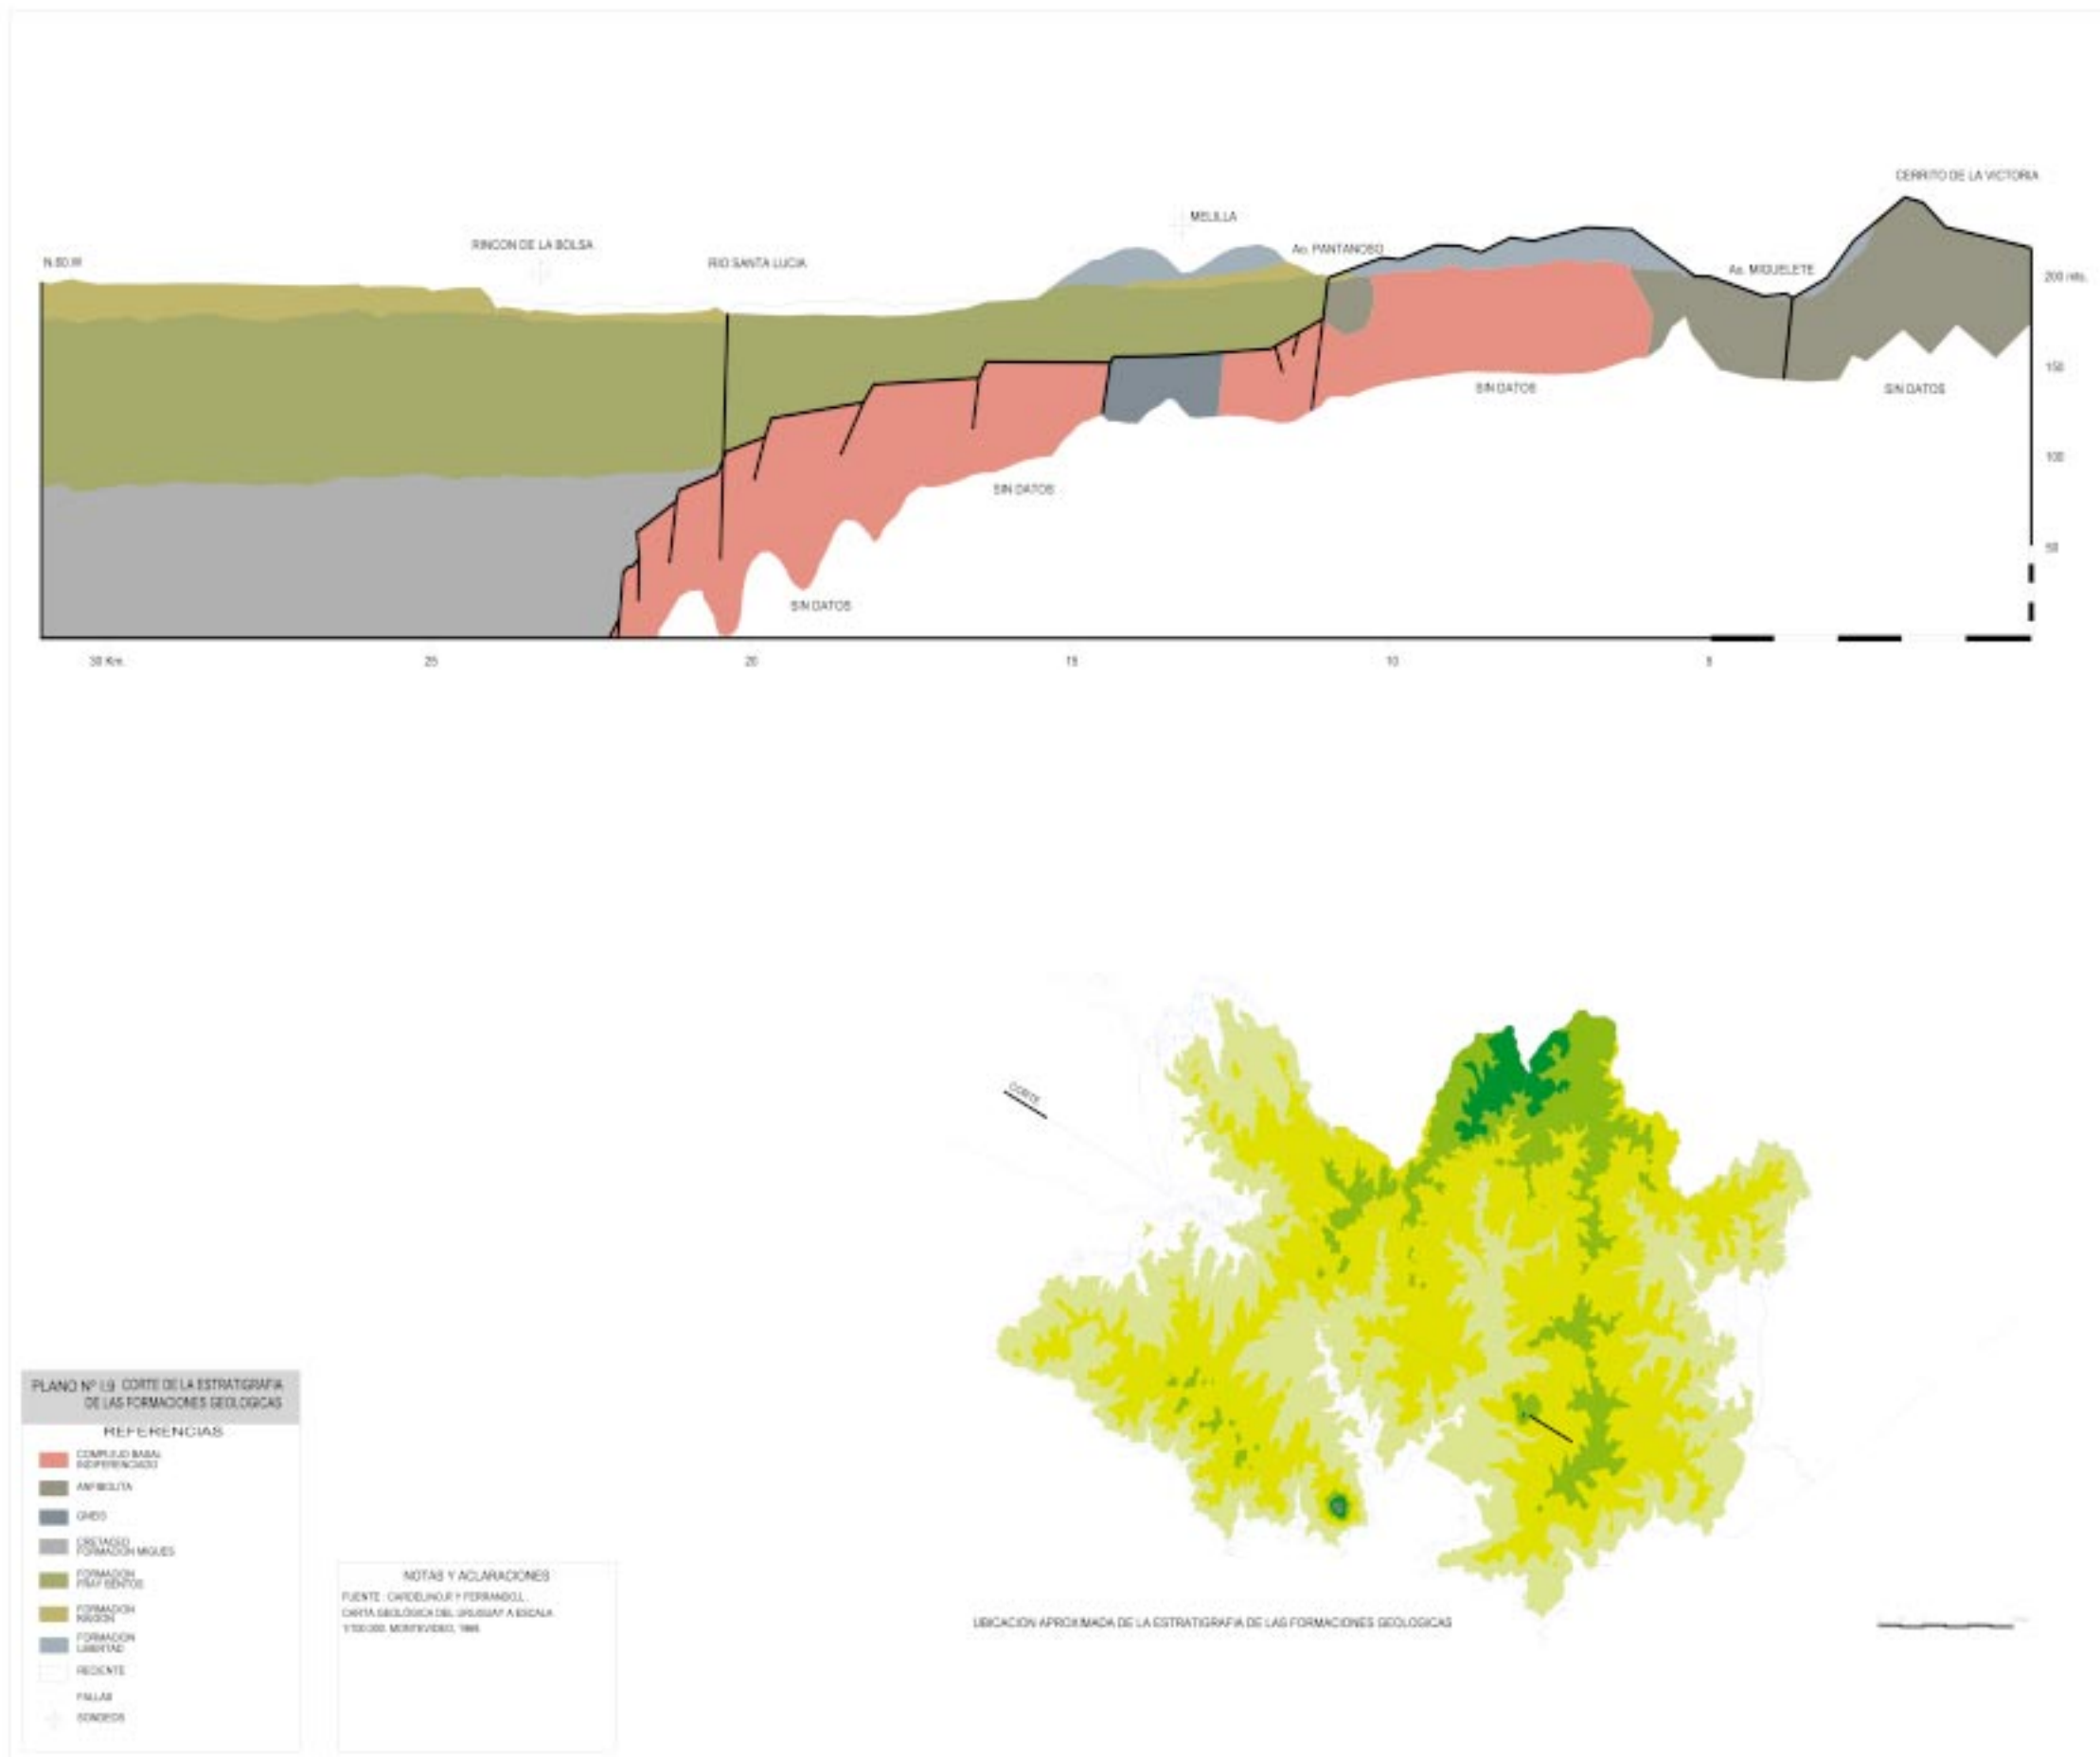 CERRITO DE LA VICTORIA
MELILLA
RINCON DE LA BOLSA
Ao. PANTANOSO
N.60.W
RIO SANTA LUCIA
Ao. MIGUELETE
200 mts.
150
SIN DATOS
SIN DATOS
100
SIN DATOS
50
SIN DATOS
30 Km.
25
20
15
10
5
CORTE
PLANO Nº I.9 CORTE DE LA ESTRATIGRAFIA
DE LAS FORMACIONES GEOLOGICAS
REFERENCIAS
COMPLEJO BASAL
INDIFERENCIADO
ANFIBOLITA
GNEIS
CRETACEO
FORMACION MIGUES
FORMACION
FRAY BENTOS
FORMACION
RAIGON
FORMACION
LIBERTAD
RECIENTE
FALLAS
SONDEOS
NOTAS Y ACLARACIONES
FUENTE : CARDELINO,R Y FERRANDO,L .
CARTA GEOLOGICA DEL URUGUAY A ESCALA
1:100.000. MONTEVIDEO,
UBICACION APROXIMADA DE LA ESTRATIGRAFIA DE LAS FORMACIONES GEOLOGICAS